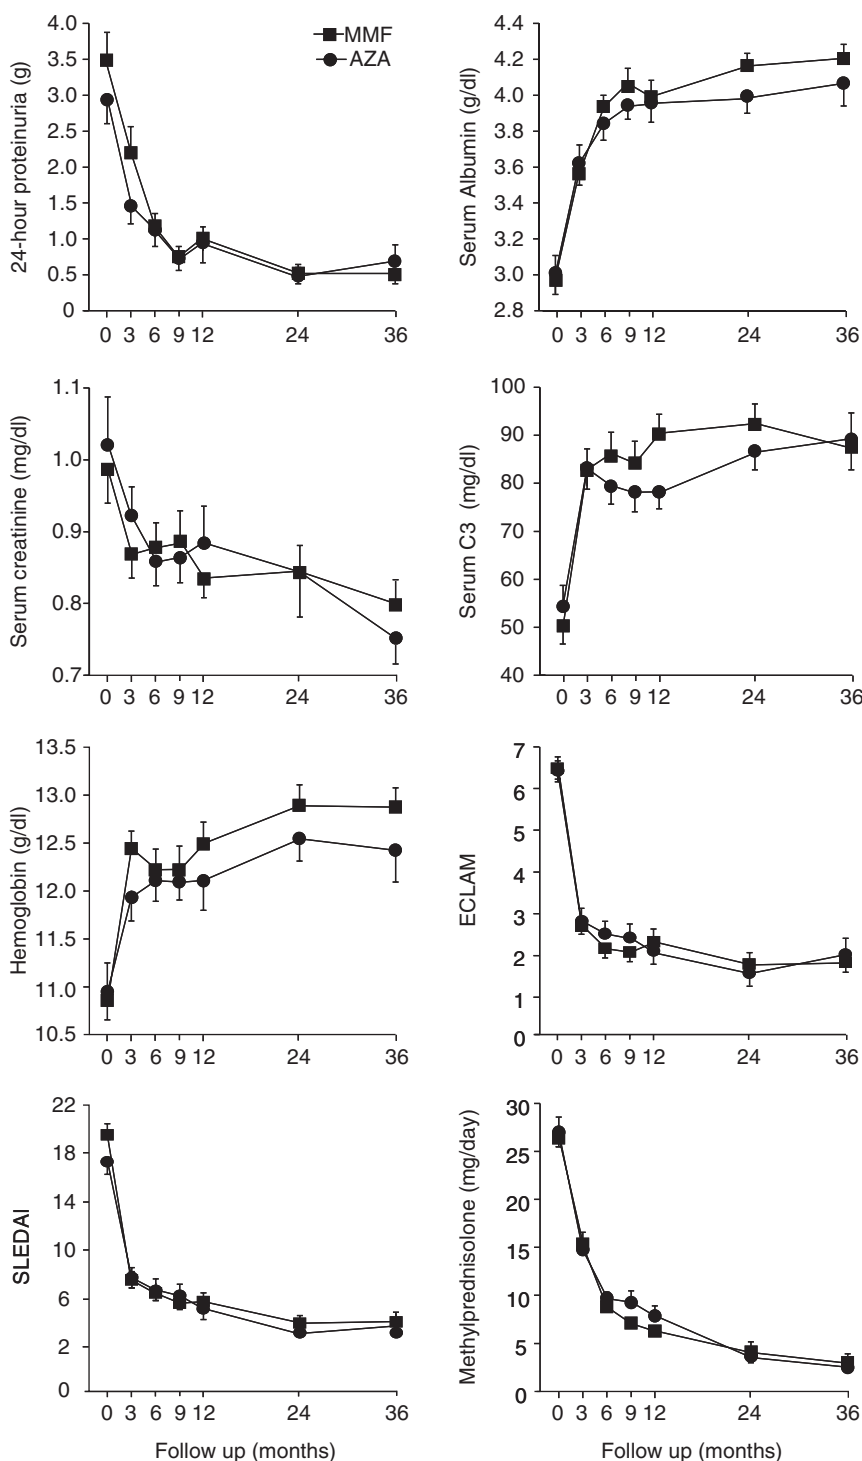 4.0
3.5
3.0
2.5
2.0
1.5
1.0
0.5
0
24-hour proteinuria (g)
MMF
AZA
0 3 6 9 12 24 36
4.4
4.2
4.0
3.8
3.6
3.4
3.2
3.0
2.8
Serum Albumin (g/dl)
0 3 6 9 12 24 36
1.1
1.0
0.9
0.8
0.7
Serum creatinine (mg/dl)
0 3 6 9 12 24 36
100
90
80
70
60
50
40
Serum C3 (mg/dl)
0 3 6 9 12 24 36
13.5
13.0
12.5
12.0
11.5
11.0
10.5
Hemoglobin (g/dl)
0 3 6 9 12 24 36
7
6
5
4
3
2
1
0
ECLAM
0 3 6 9 12 24 36
22
18
14
10
6
2
0
SLEDAI
0 3 6 9 12 24 36
Follow up (months)
30
25
20
15
10
5
0
Methylprednisolone (mg/day)
0 3 6 9 12 24 36
Follow up (months)